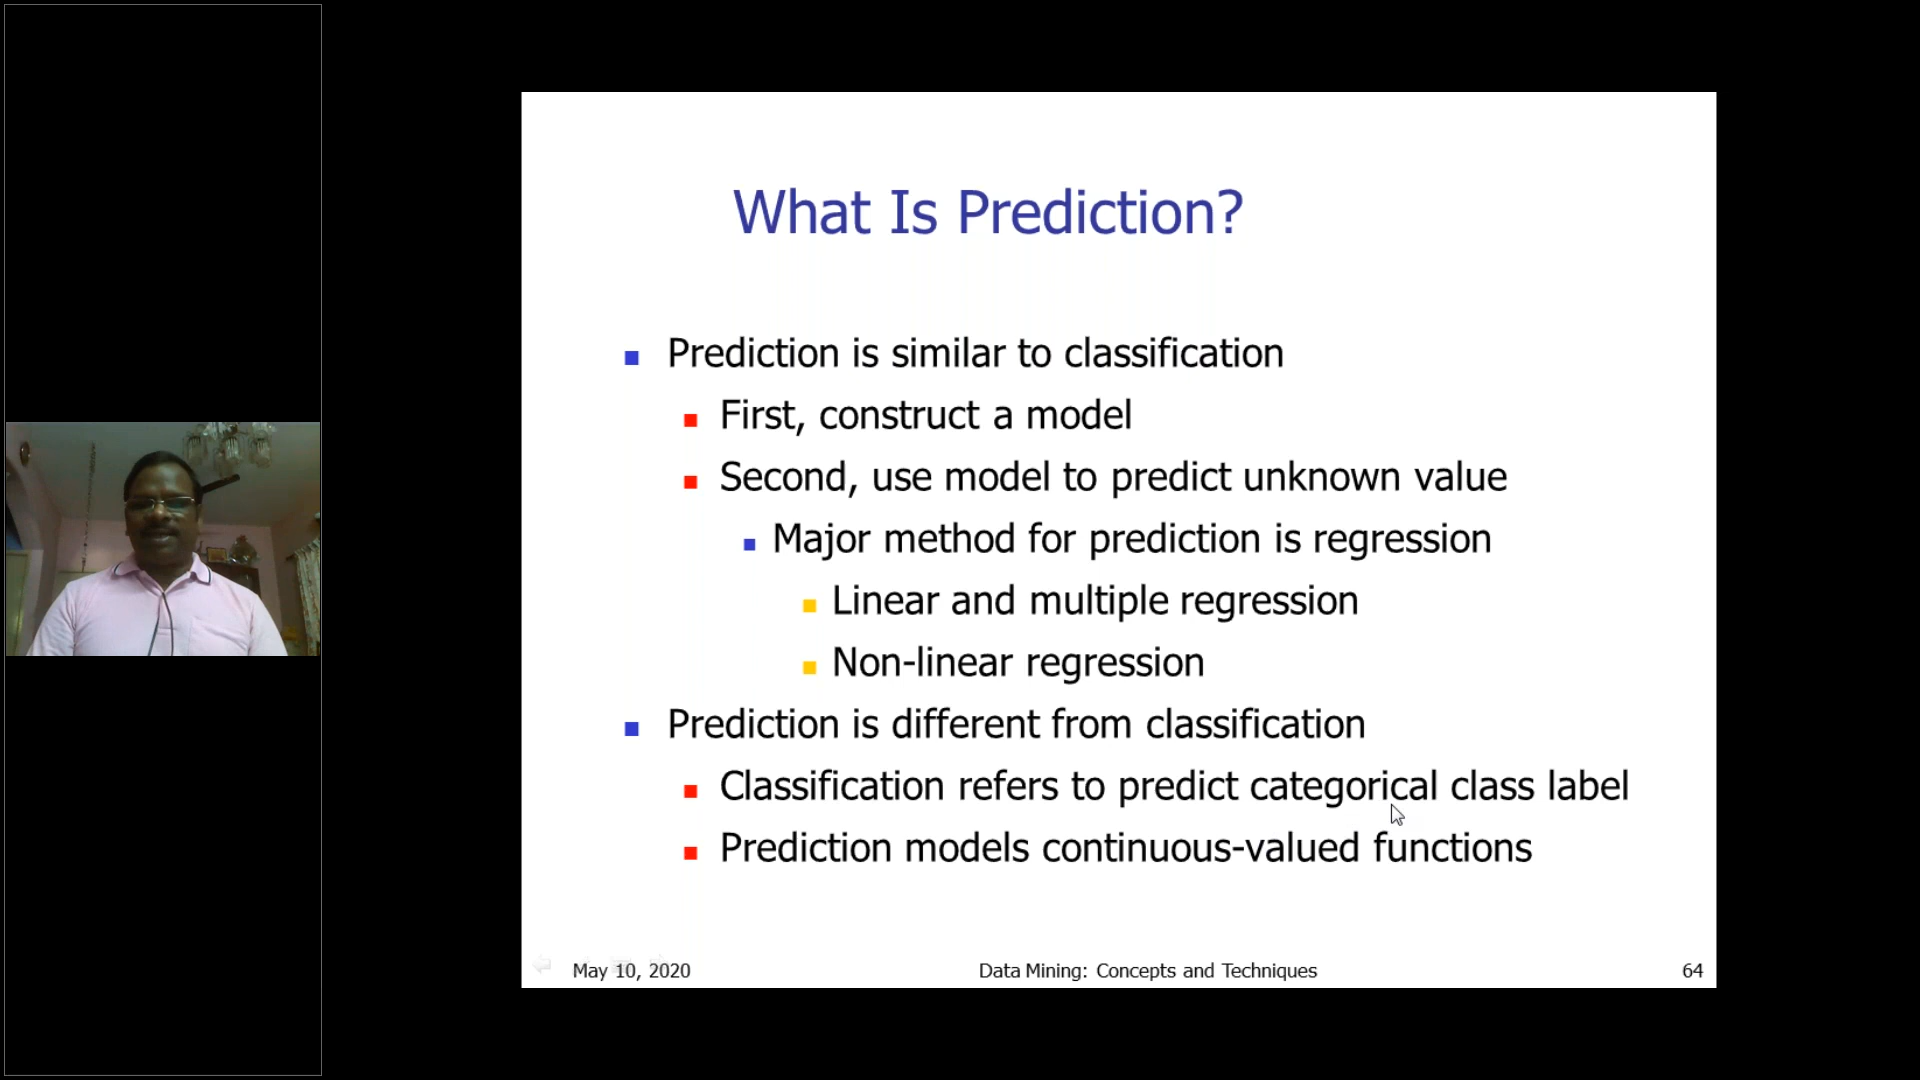 What Is Prediction?
Prediction is similar to classification
First, construct a model
Second, use model to predict unknown value
Major method for prediction is regression
Linear and multiple regression
Non-linear regression
Prediction is different from classification
Classification refers to predict categorical class label
Prediction models continuous-valued functions
May 10, 2020
Data Mining: Concepts and Techniques
64